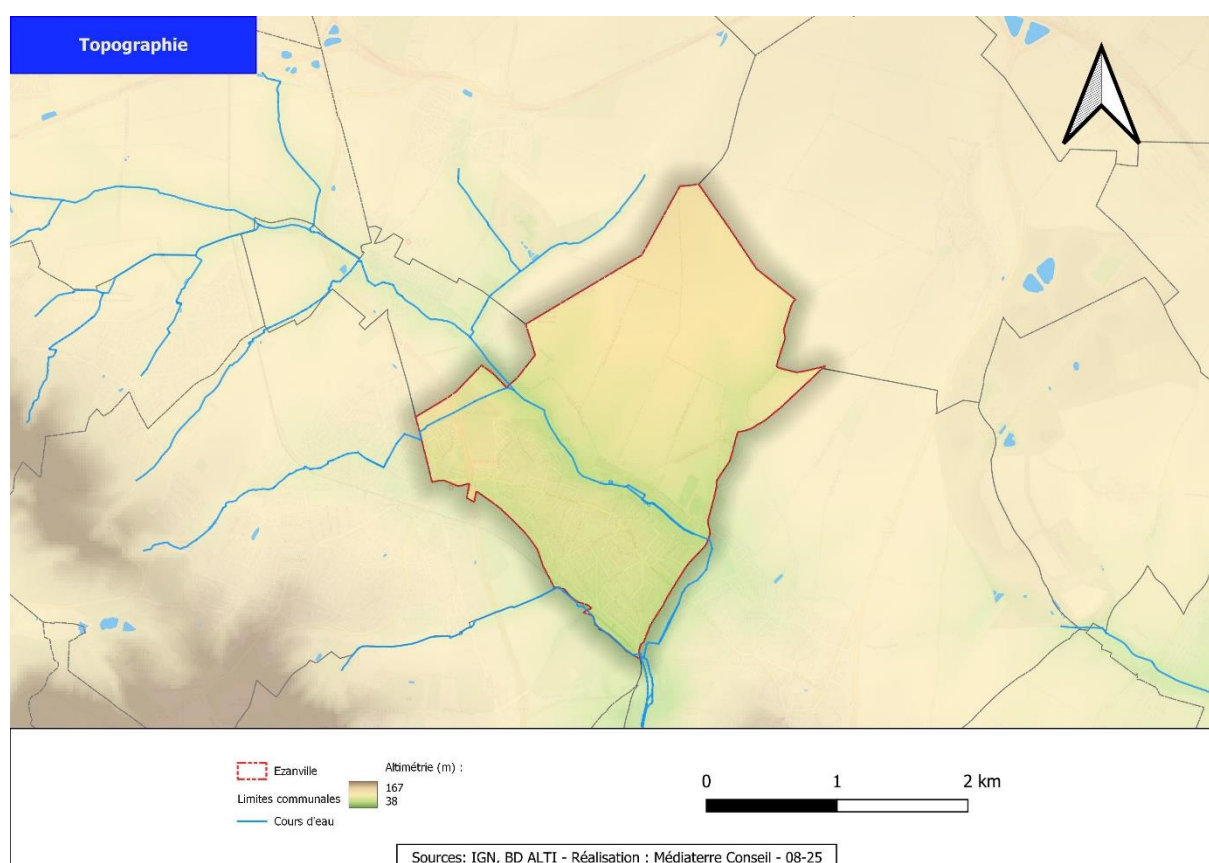 Topographie
Ezanville
Limites communales
Cours d'eau
Altimétrie (m) :
167
38
0 1 2 km
Sources: IGN, BD ALTI - Réalisation : Médiaterre Conseil - 08-25